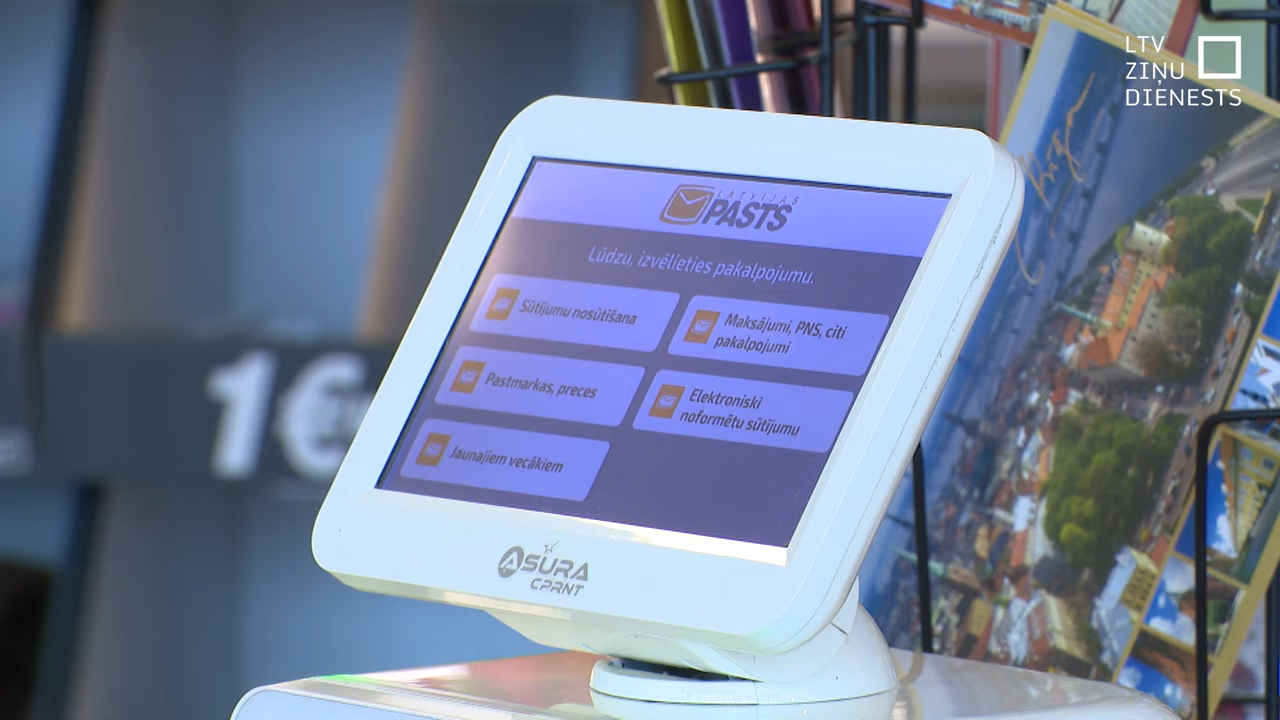 LTV
ZIŅU
DIENESTS
LATVIJAS
PASTS
Lūdzu, izvēlieties pakalpojumu.
Sūtījumu nosūtīšana
Maksājumi, PNS, citi
pakalpojumi
Pastmarkas, preces
Elektroniski
noformētu sūtījumu
Jaunajiem vecākiem
1€
ASURA
CPRNT